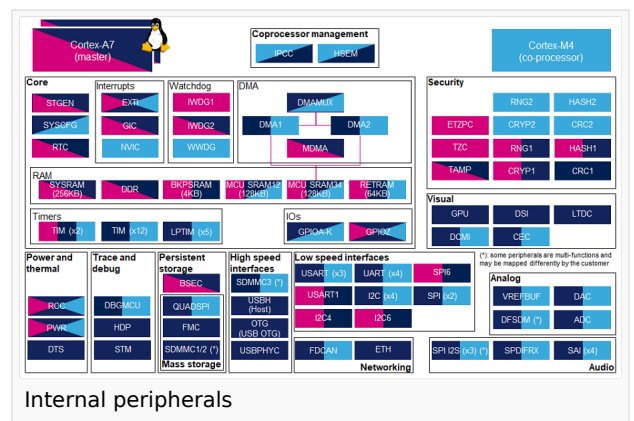 Cortex-A7
(master)
Coprocessor management
IPCC
HSEM
Cortex-M4
(co-processor)
Core
STGEN
SYSCFG
RTC
Interrupts
EXTI
GIC
NVIC
Watchdog
IWDG1
IWDG2
WWDG
DMA
DMAMUX
DMA1
DMA2
MDMA
Security
RNG2
HASH2
ETZPC
CRYP2
CRC2
TZC
RNG1
HASH1
TAMP
CRYP1
CRC1
RAM
SYSRAM
(256KB)
DDR
BKPSRAM
(4KB)
MCU SRAM12
(128KB)
MCU SRAM34
(128KB)
RETRAM
(64KB)
Timers
TIM (x2)
TIM (x12)
LPTIM (x5)
IOs
GPIOA-K
GPIOZ
Visual
GPU
DSI
LTDC
DCMI
CEC
(*): some peripherals are multi-functions and
may be mapped differently by the customer
Power and
thermal
RCC
PWR
DTS
Trace and
debug
DBGMCU
HDP
STM
Persistent
storage
BSEC
QUADSPI
FMC
SDMMC1/2 (*)
Mass storage
High speed
interfaces
SDMMC3 (*)
USBH
(Host)
OTG
(USB OTG)
USBPHYC
Low speed interfaces
USART (x3)
UART (x4)
SPI6
USART1
I2C (x4)
SPI (x2)
I2C4
I2C6
FDCAN
ETH
Networking
Analog
VREFBUF
DAC
DFSDM (*)
ADC
SPI I2S (x3) (*)
SPDIFRX
SAI (x4)
Audio
Internal peripherals